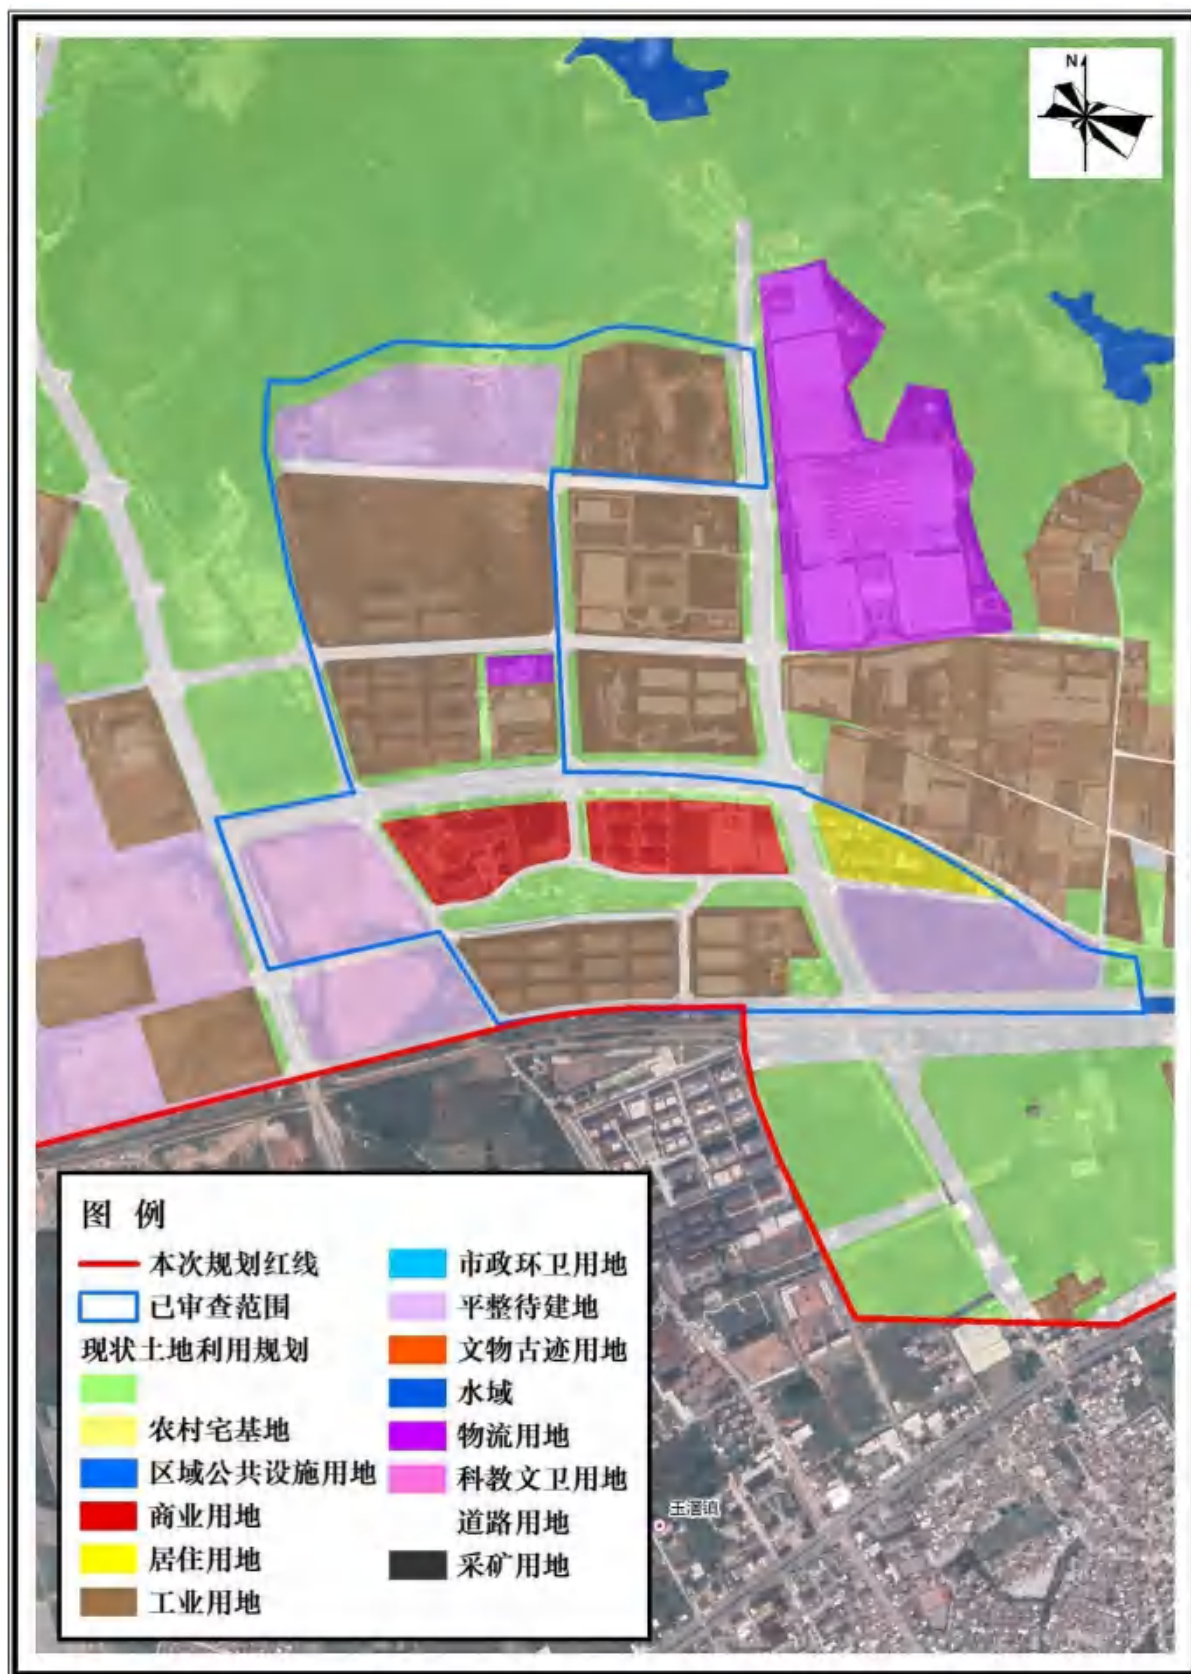 N
玉滘镇
图 例
本次规划红线
已审查范围
现状土地利用规划
农村宅基地
区域公共设施用地
商业用地
居住用地
工业用地
市政环卫用地
平整待建地
文物古迹用地
水域
物流用地
科教文卫用地
道路用地
采矿用地